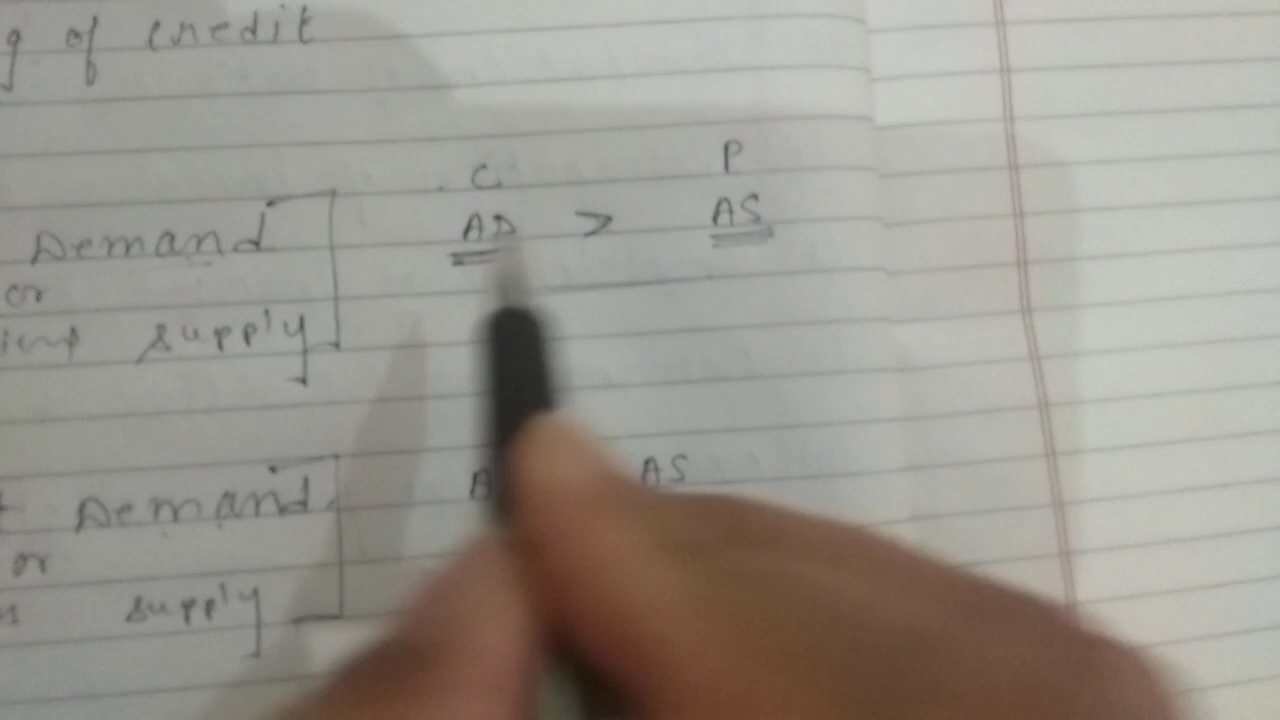 g of credit
C P
Demand AD > AS
or
supply
Demand AS
or
supply